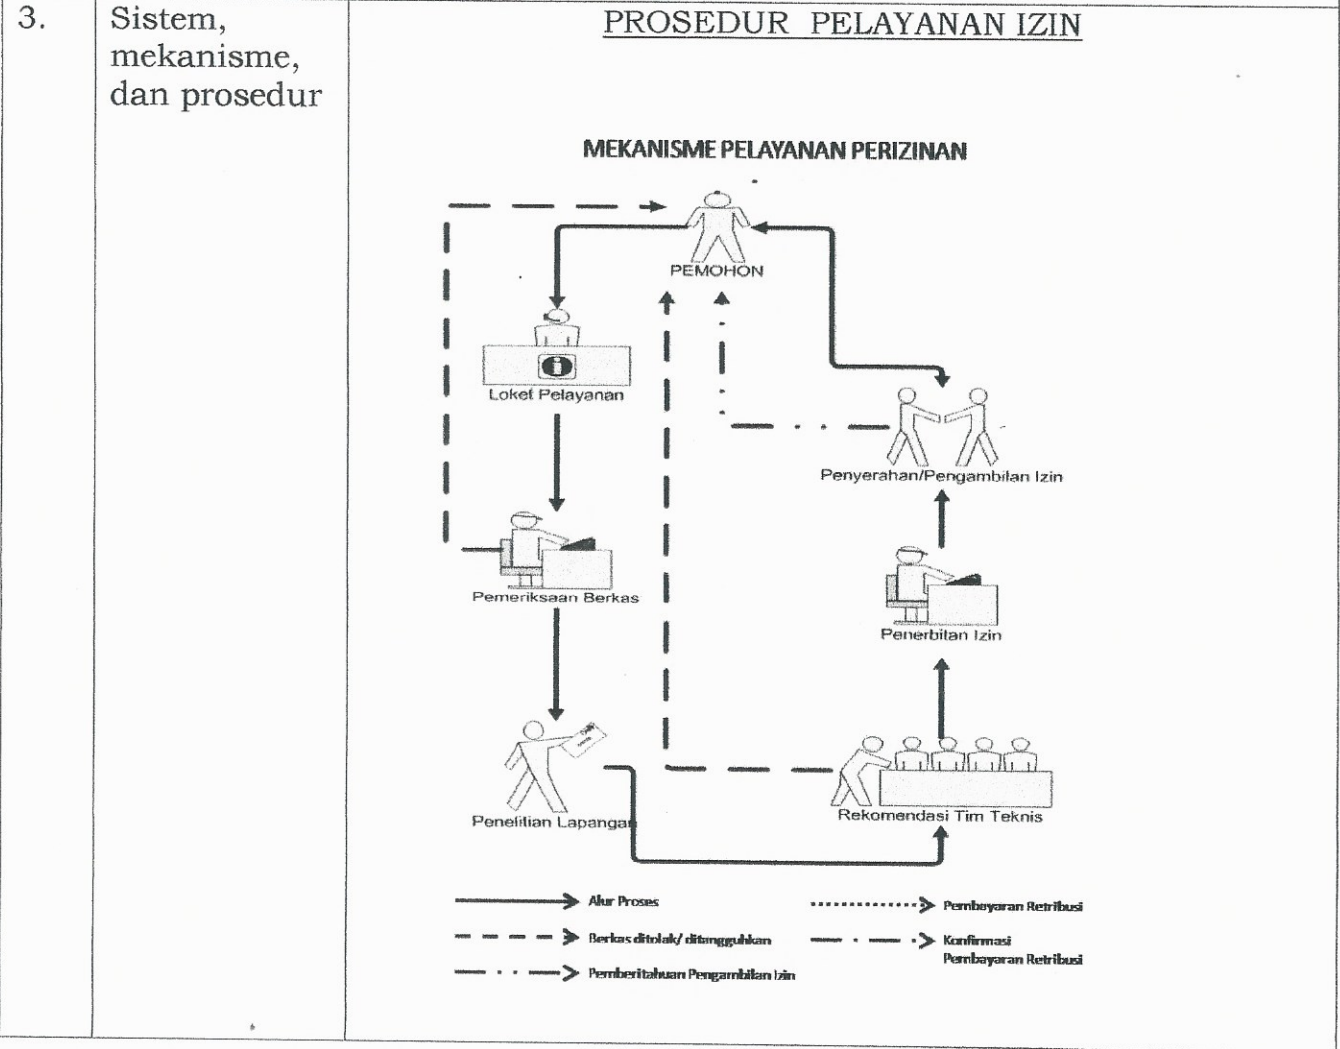 3.
Sistem,
mekanisme,
dan prosedur
PROSEDUR PELAYANAN IZIN
MEKANISME PELAYANAN PERIZINAN
PEMOHON
Loket Pelayanan
Penyerahan/Pengambilan Izin
Pemeriksaan Berkas
Penerbitan Izin
Penelitian Lapangan
Rekomendasi Tim Teknis
Alur Proses
Berkas ditolak/ ditangguhkan
Pemberitahuan Pengambilan Izin
Pembayaran Retribusi
Konfirmasi
Pembayaran Retribusi